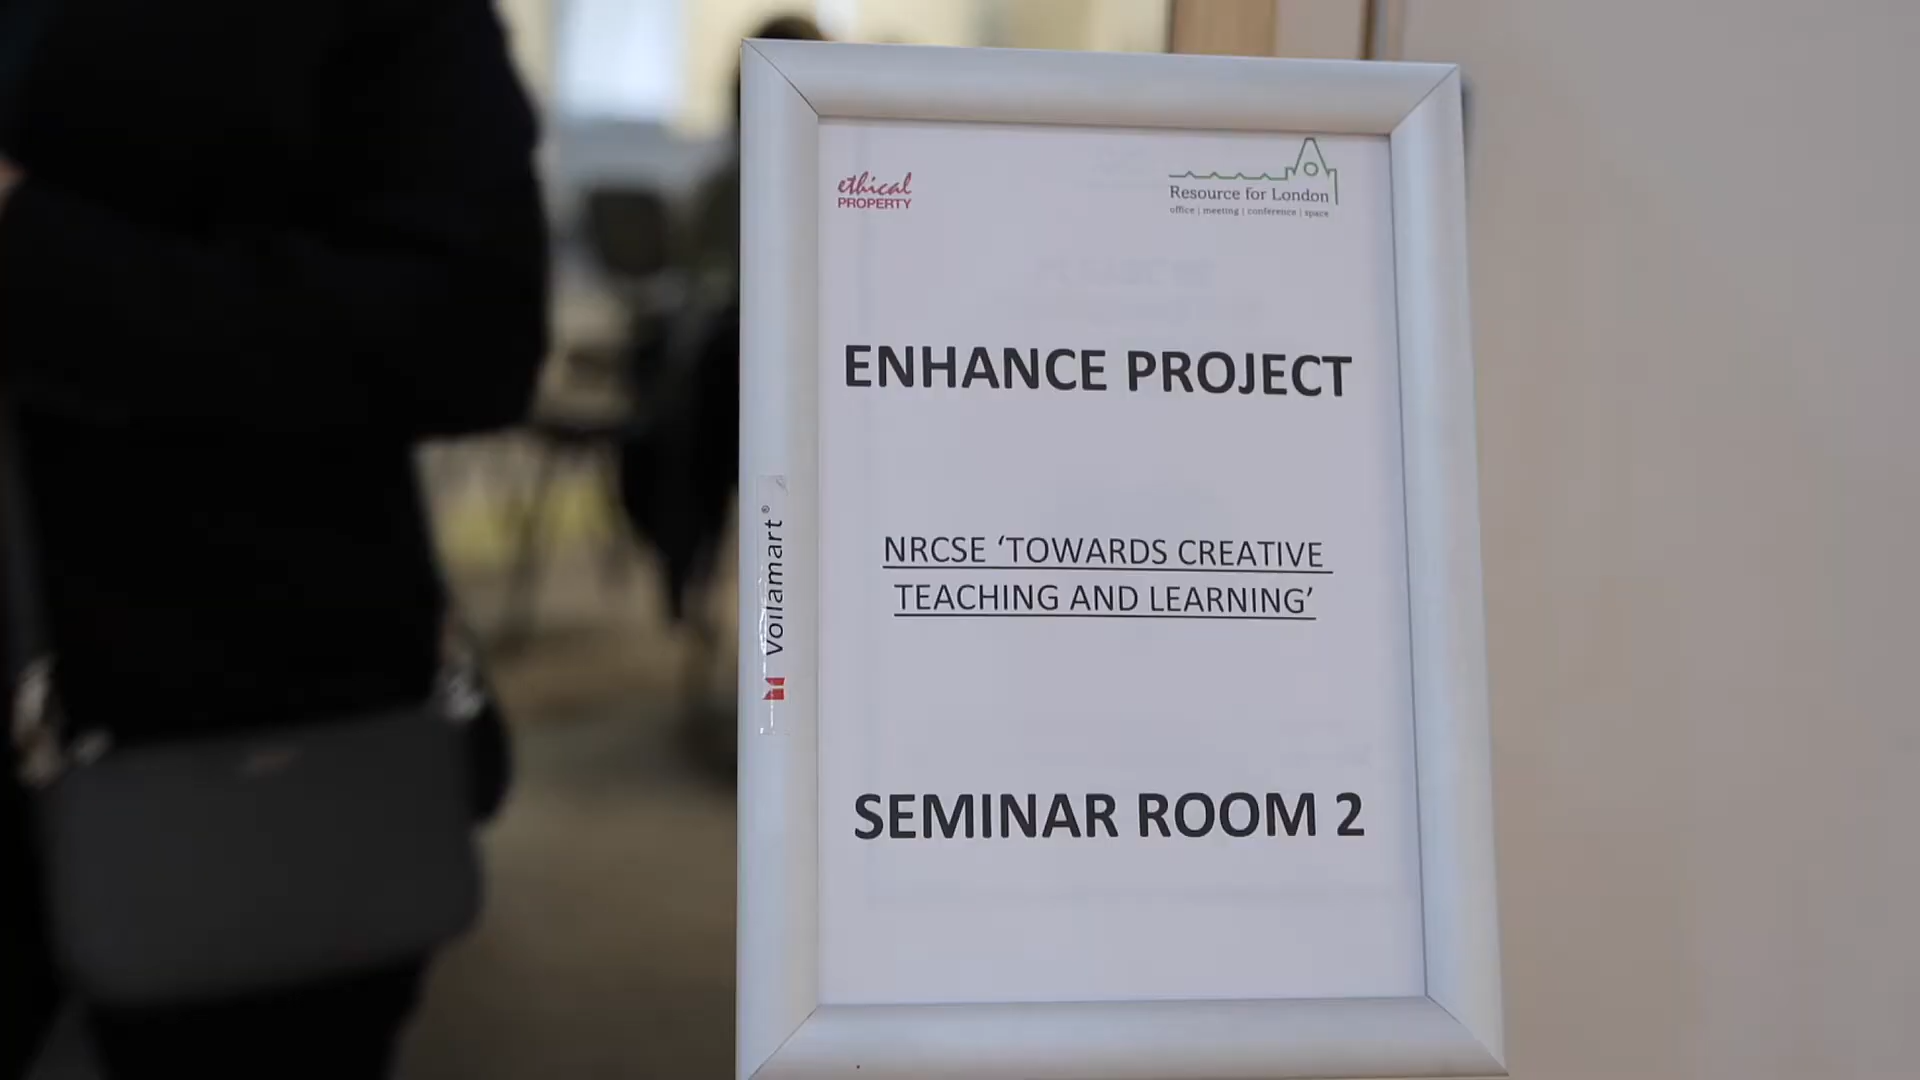 ethical
PROPERTY
Resource for London
office | meeting | conference | space
ENHANCE PROJECT
NRCSE ‘TOWARDS CREATIVE
TEACHING AND LEARNING’
SEMINAR ROOM 2
Voilamart®